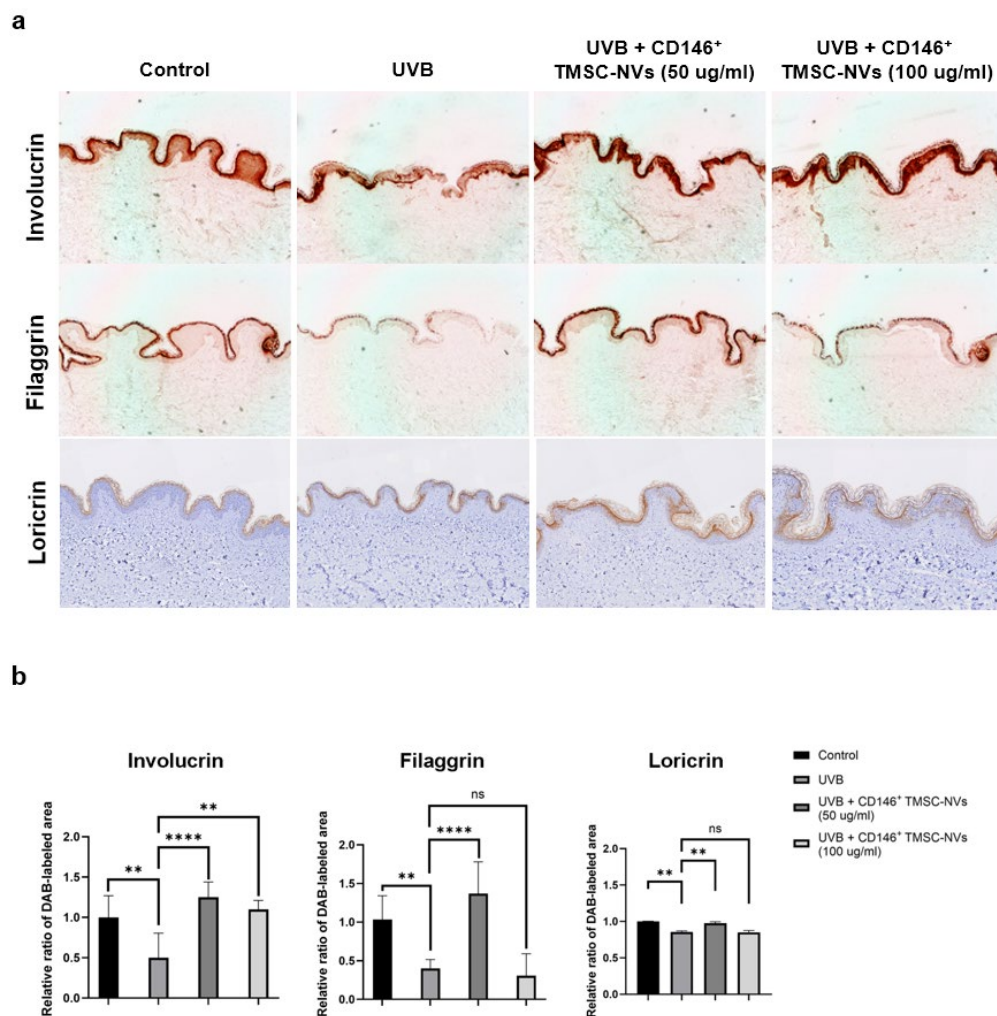 a
Control
UVB
UVB + CD146⁺
TMSC-NVs (50 ug/ml)
UVB + CD146⁺
TMSC-NVs (100 ug/ml)
Involucrin
Filaggrin
Loricrin
b
Involucrin
Relative ratio of DAB-labeled area
2.0
1.5
1.0
0.5
0.0
**
****
**
Filaggrin
Relative ratio of DAB-labeled area
2.0
1.5
1.0
0.5
0.0
**
****
ns
Loricrin
Relative ratio of DAB-labeled area
2.0
1.5
1.0
0.5
0.0
**
**
ns
Control
UVB
UVB + CD146⁺ TMSC-NVs
(50 ug/ml)
UVB + CD146⁺ TMSC-NVs
(100 ug/ml)